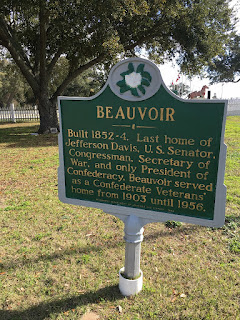 BEAUVOIR
Built 1852-4. Last home of
Jefferson Davis, U.S. Senator,
Congressman, Secretary of
War, and only President of
Confederacy. Beauvoir served
as a Confederate Veterans'
home from 1903 until 1956.